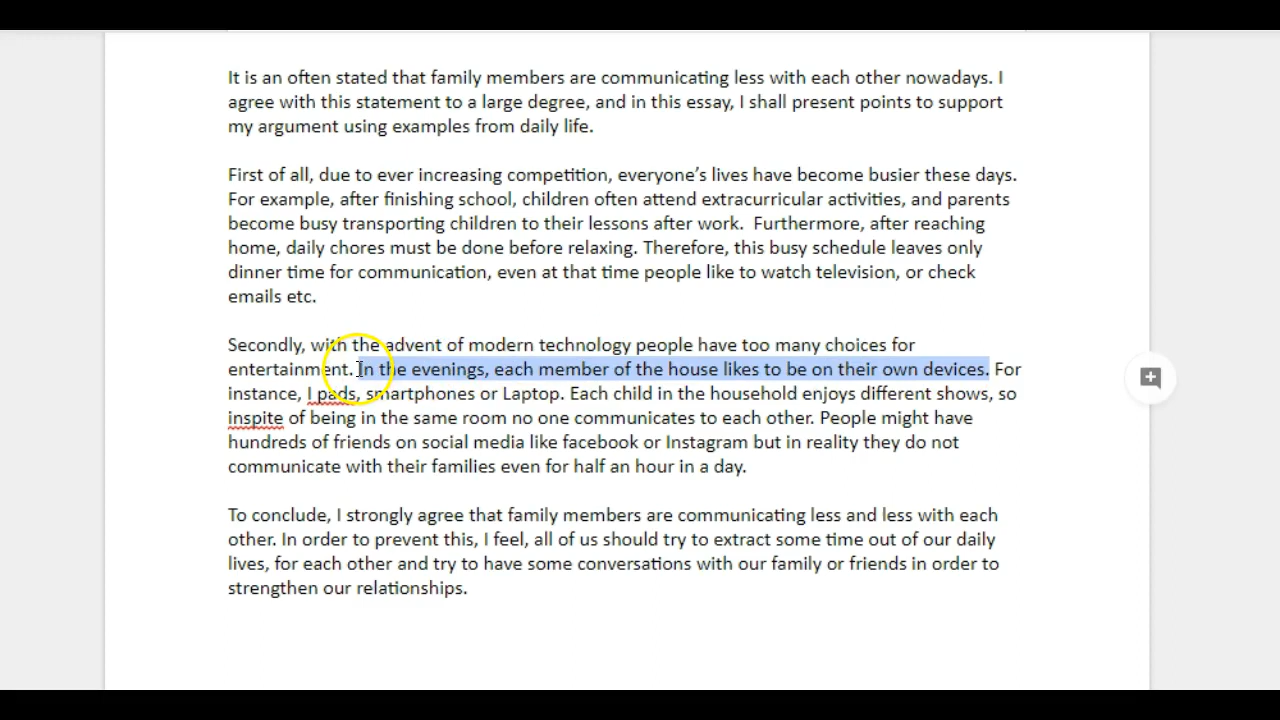 It is an often stated that family members are communicating less with each other nowadays. I
agree with this statement to a large degree, and in this essay, I shall present points to support
my argument using examples from daily life.
First of all, due to ever increasing competition, everyone’s lives have become busier these days.
For example, after finishing school, children often attend extracurricular activities, and parents
become busy transporting children to their lessons after work.  Furthermore, after reaching
home, daily chores must be done before relaxing. Therefore, this busy schedule leaves only
dinner time for communication, even at that time people like to watch television, or check
emails etc.
Secondly, with the advent of modern technology people have too many choices for
entertainment. In the evenings, each member of the house likes to be on their own devices. For
instance, I pads, smartphones or Laptop. Each child in the household enjoys different shows, so
inspite of being in the same room no one communicates to each other. People might have
hundreds of friends on social media like facebook or Instagram but in reality they do not
communicate with their families even for half an hour in a day.
To conclude, I strongly agree that family members are communicating less and less with each
other. In order to prevent this, I feel, all of us should try to extract some time out of our daily
lives, for each other and try to have some conversations with our family or friends in order to
strengthen our relationships.